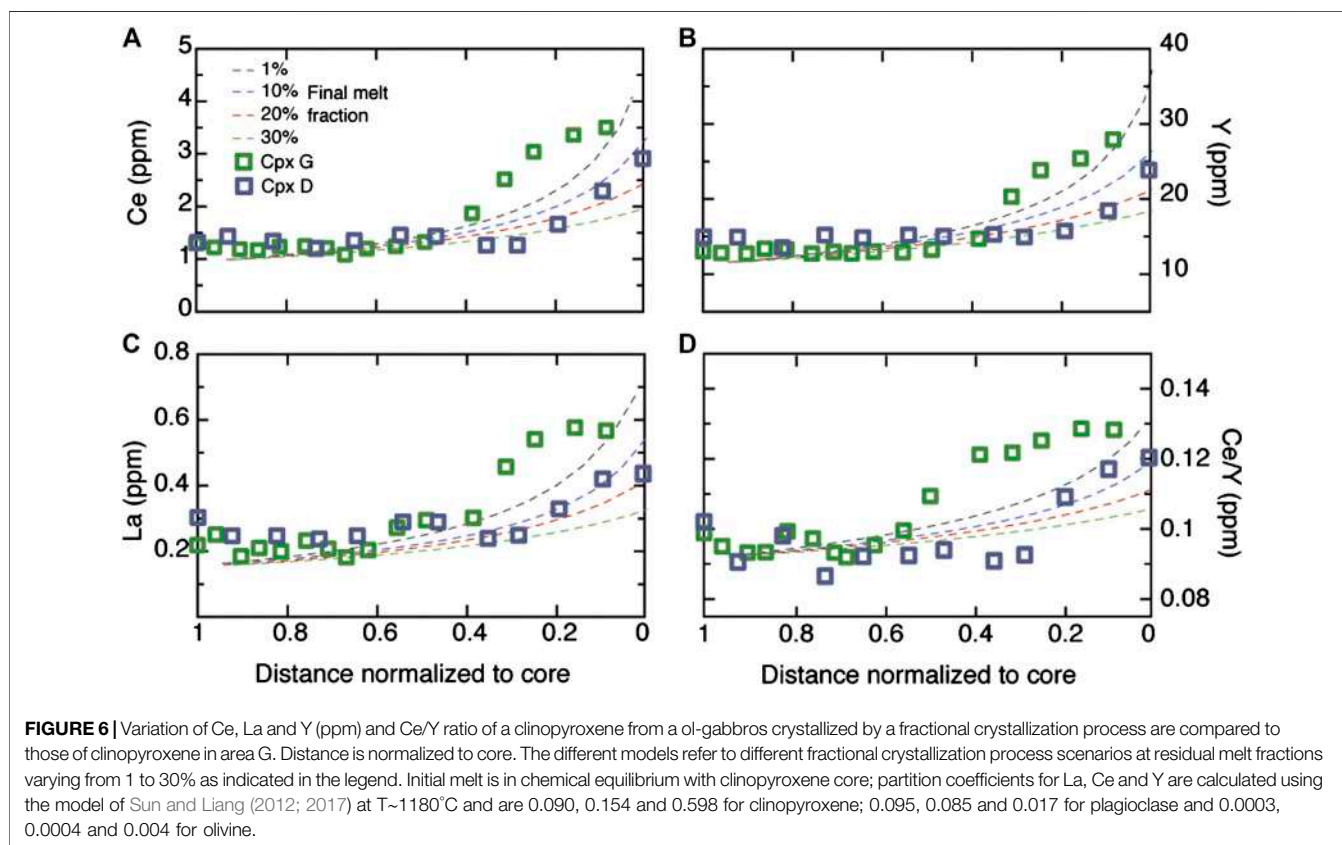 A
B
5
4
3
2
1
0
Ce (ppm)
1%
10% Final melt
20% fraction
30%
Cpx G
Cpx D
40
30
20
10
Y (ppm)
C
D
0.8
0.6
0.4
0.2
La (ppm)
0.14
0.12
0.1
0.08
Ce/Y (ppm)
1 0.8 0.6 0.4 0.2 0
1 0.8 0.6 0.4 0.2 0
Distance normalized to core
Distance normalized to core
FIGURE 6 | Variation of Ce, La and Y (ppm) and Ce/Y ratio of a clinopyroxene from a ol-gabbros crystallized by a fractional crystallization process are compared to
those of clinopyroxene in area G. Distance is normalized to core. The different models refer to different fractional crystallization process scenarios at residual melt fractions
varying from 1 to 30% as indicated in the legend. Initial melt is in chemical equilibrium with clinopyroxene core; partition coefficients for La, Ce and Y are calculated using
the model of Sun and Liang (2012; 2017) at T~1180°C and are 0.090, 0.154 and 0.598 for clinopyroxene; 0.095, 0.085 and 0.017 for plagioclase and 0.0003,
0.0004 and 0.004 for olivine.